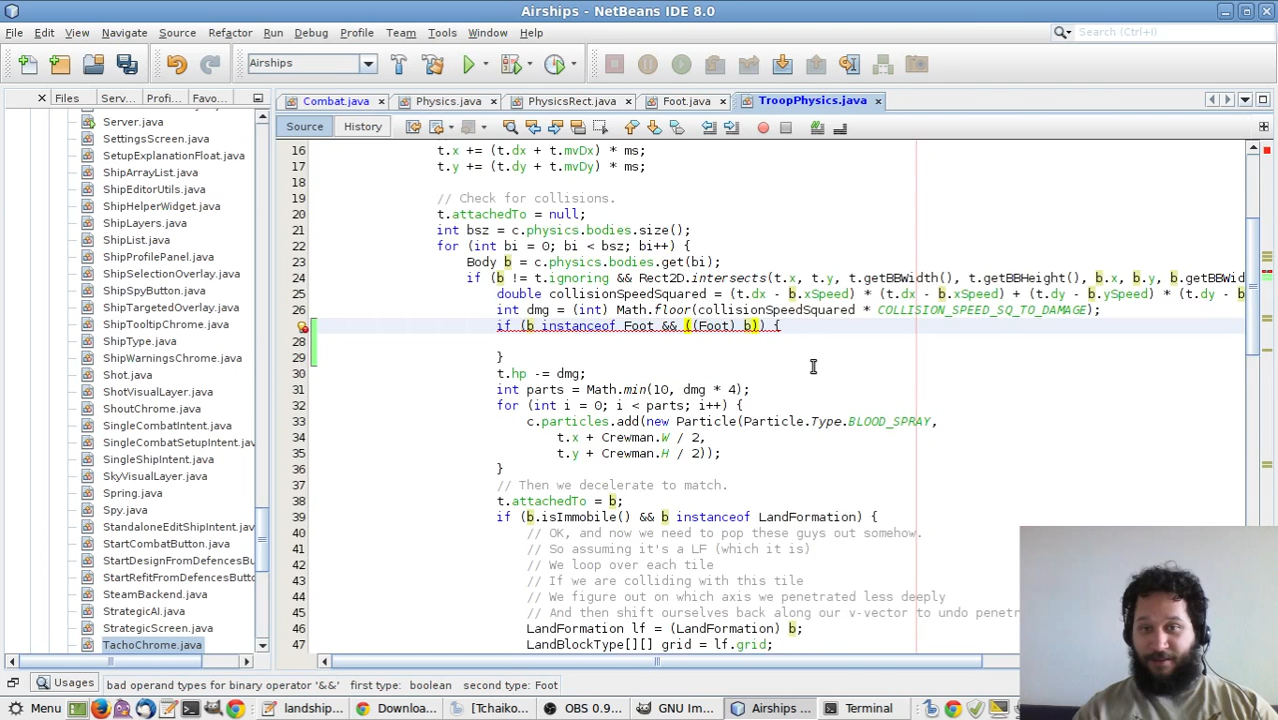 Airships - NetBeans IDE 8.0
File Edit View Navigate Source Refactor Run Debug Profile Team Tools Window Help
Search (Ctrl+I)
Airships
Files Serv... Profi... Favo...
Combat.java Physics.java PhysicsRect.java Foot.java TroopPhysics.java
Source History
Server.java
SettingsScreen.java
SetupExplanationFloat.java
ShipArrayList.java
ShipEditorUtils.java
ShipHelperWidget.java
ShipLayers.java
ShipList.java
ShipProfilePanel.java
ShipSelectionOverlay.java
ShipSpyButton.java
ShipTargetedOverlay.java
ShipTooltipChrome.java
ShipType.java
ShipWarningsChrome.java
Shot.java
ShotVisualLayer.java
ShoutChrome.java
SingleCombatIntent.java
SingleCombatSetupIntent.java
SingleShipIntent.java
SkyVisualLayer.java
Spring.java
Spy.java
StandaloneEditShipIntent.java
StartCombatButton.java
StartDesignFromDefencesButto
StartRefitFromDefencesButto
SteamBackend.java
StrategicAI.java
StrategicScreen.java
TachoChrome.java
16 t.x += (t.dx + t.mvDx) * ms;
17 t.y += (t.dy + t.mvDy) * ms;
18
19 // Check for collisions.
20 t.attachedTo = null;
21 int bsz = c.physics.bodies.size();
22 for (int bi = 0; bi < bsz; bi++) {
23 Body b = c.physics.bodies.get(bi);
24 if (b != t.ignoring && Rect2D.intersects(t.x, t.y, t.getBBWidth(), t.getBBHeight(), b.x, b.y, b.getBBWid
25 double collisionSpeedSquared = (t.dx - b.xSpeed) * (t.dx - b.xSpeed) + (t.dy - b.ySpeed) * (t.dy - b
26 int dmg = (int) Math.floor(collisionSpeedSquared * COLLISION_SPEED_SQ_TO_DAMAGE);
if (b instanceof Foot && ((Foot) b)) {
28
29 }
30 t.hp -= dmg;
31 int parts = Math.min(10, dmg * 4);
32 for (int i = 0; i < parts; i++) {
33 c.particles.add(new Particle(Particle.Type.BLOOD_SPRAY,
34 t.x + Crewman.W / 2,
35 t.y + Crewman.H / 2));
36 }
37 // Then we decelerate to match.
38 t.attachedTo = b;
39 if (b.isImmobile() && b instanceof LandFormation) {
40 // OK, and now we need to pop these guys out somehow.
41 // So assuming it's a LF (which it is)
42 // We loop over each tile
43 // If we are colliding with this tile
44 // We figure out on which axis we penetrated less deeply
45 // And then shift ourselves back along our v-vector to undo penetr
46 LandFormation lf = (LandFormation) b;
47 LandBlockType[][] grid = lf.grid;
Usages bad operand types for binary operator '&&' first type: boolean second type: Foot
Menu landship... Downloa... [Tchaiko... OBS 0.9... GNU Im... Airships ... Terminal